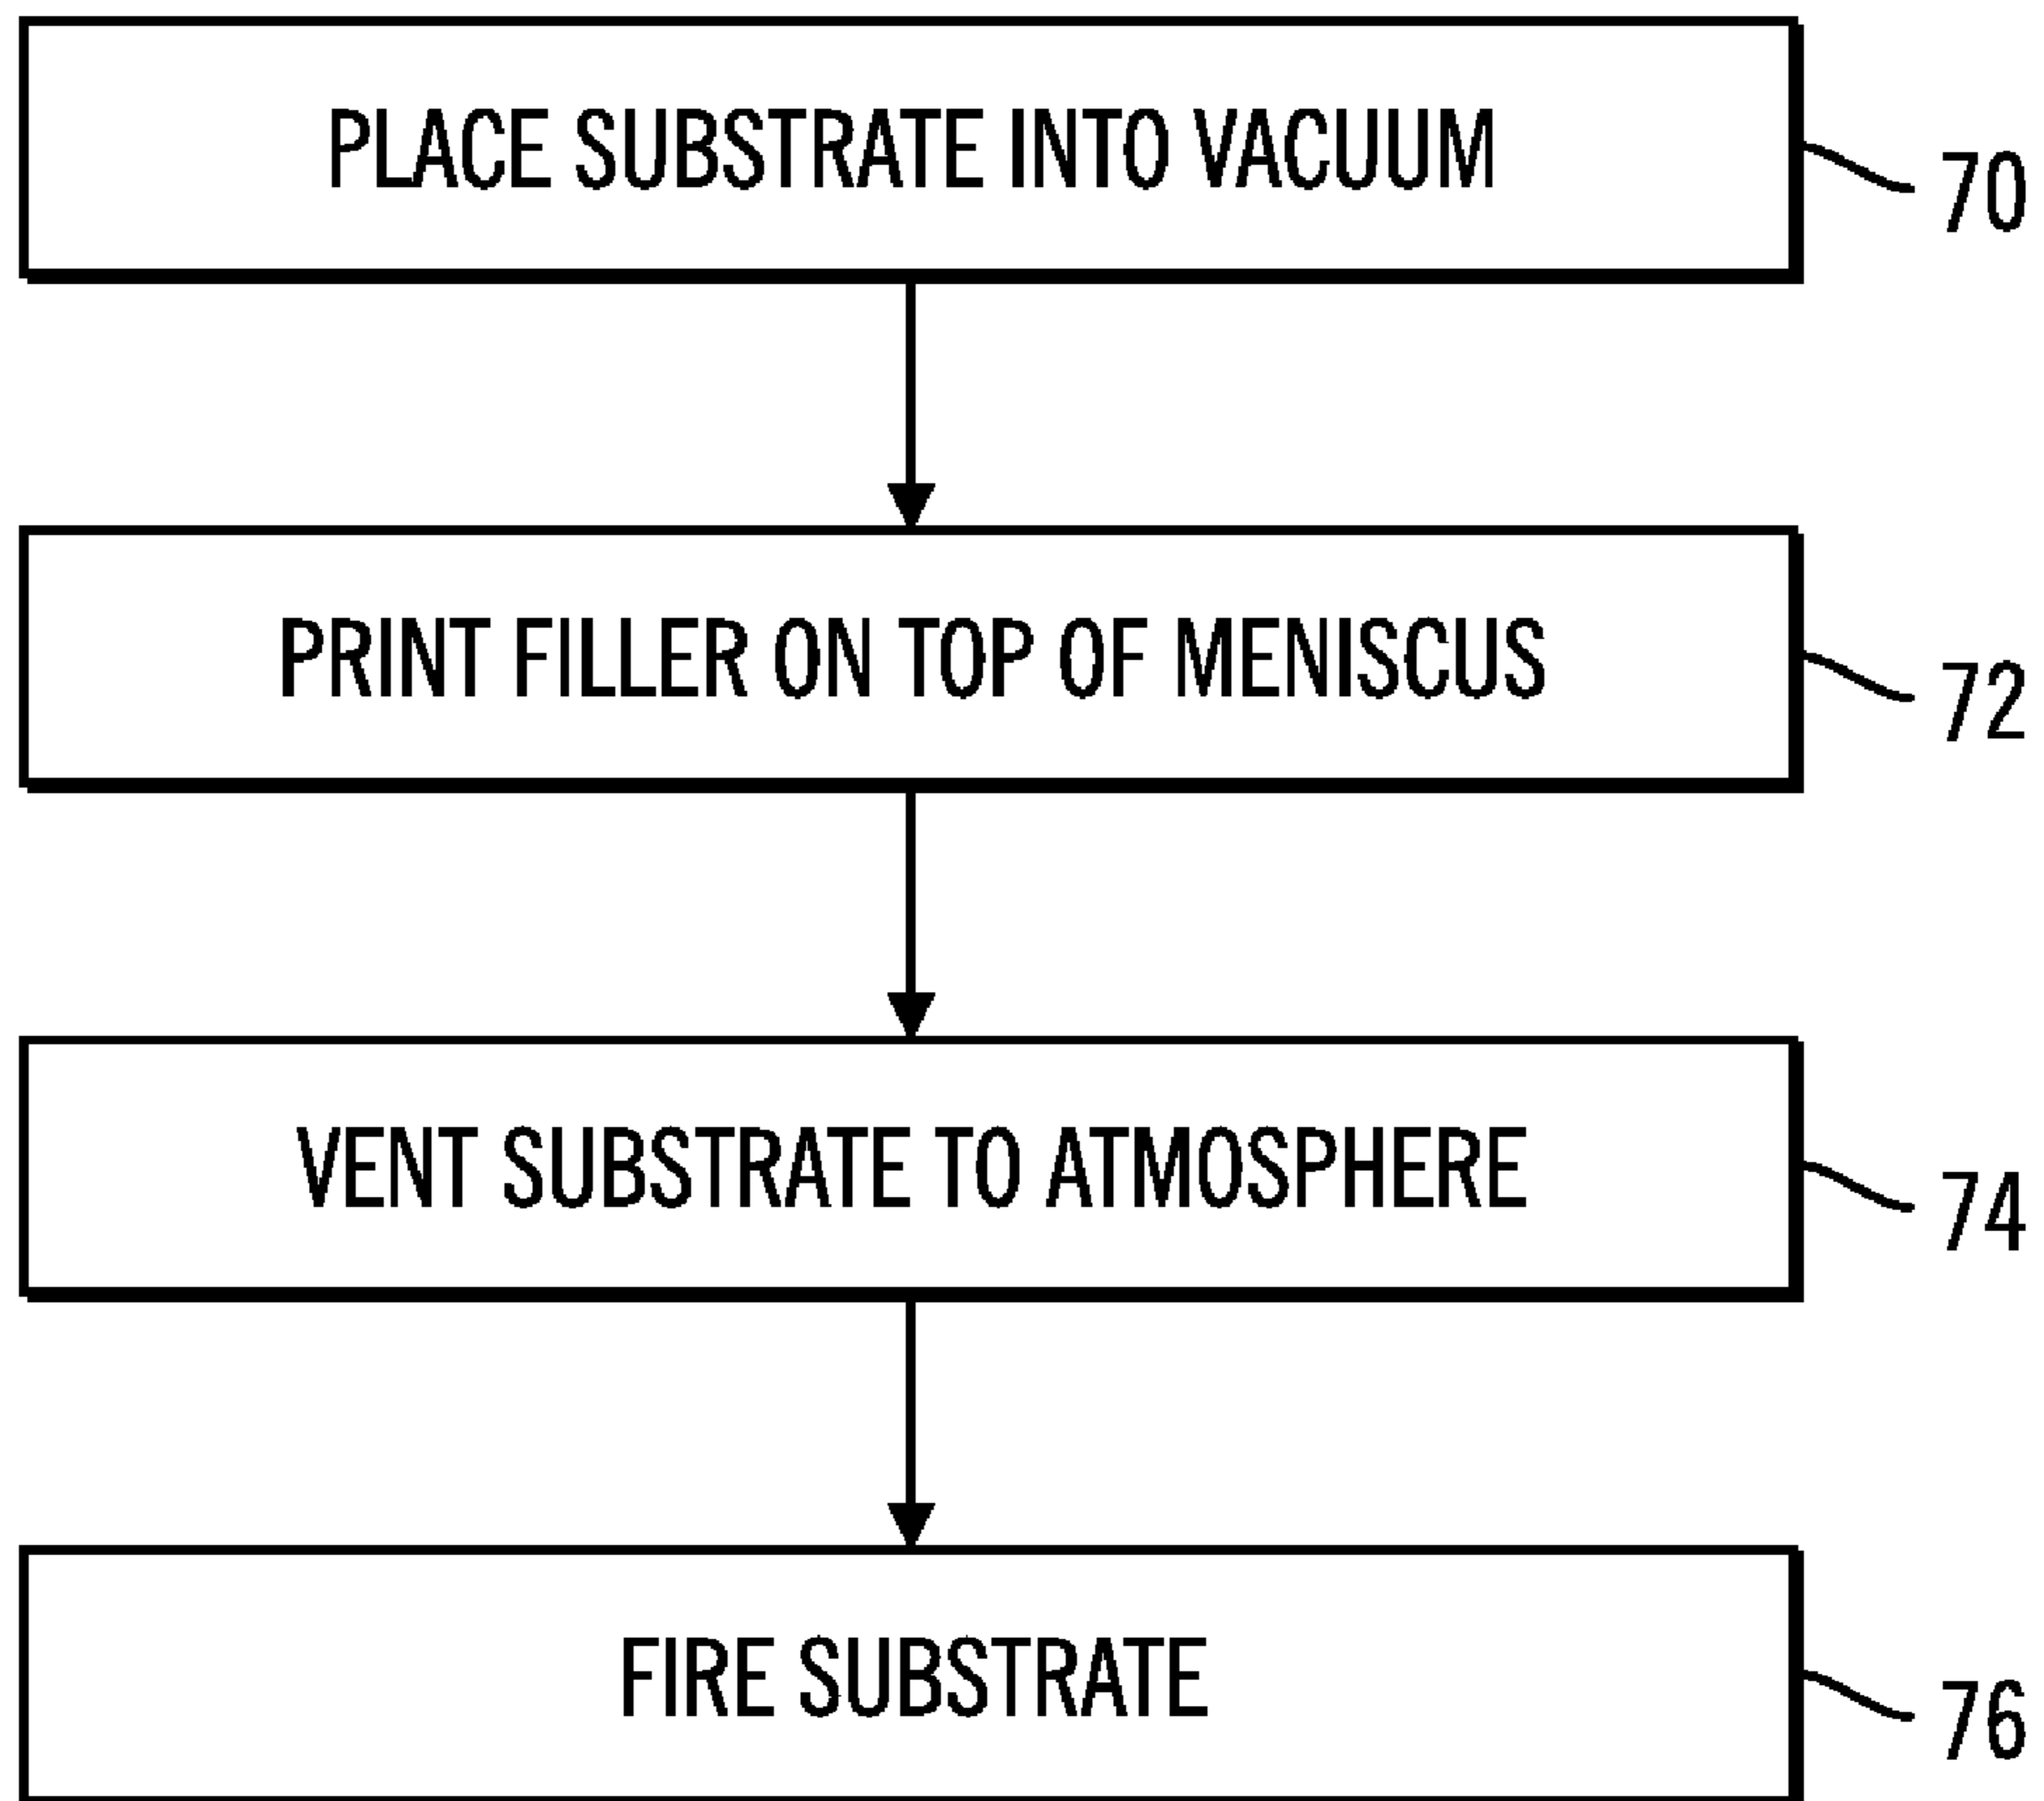 PLACE SUBSTRATE INTO VACUUM
70
PRINT FILLER ON TOP OF MENISCUS
72
VENT SUBSTRATE TO ATMOSPHERE
74
FIRE SUBSTRATE
76